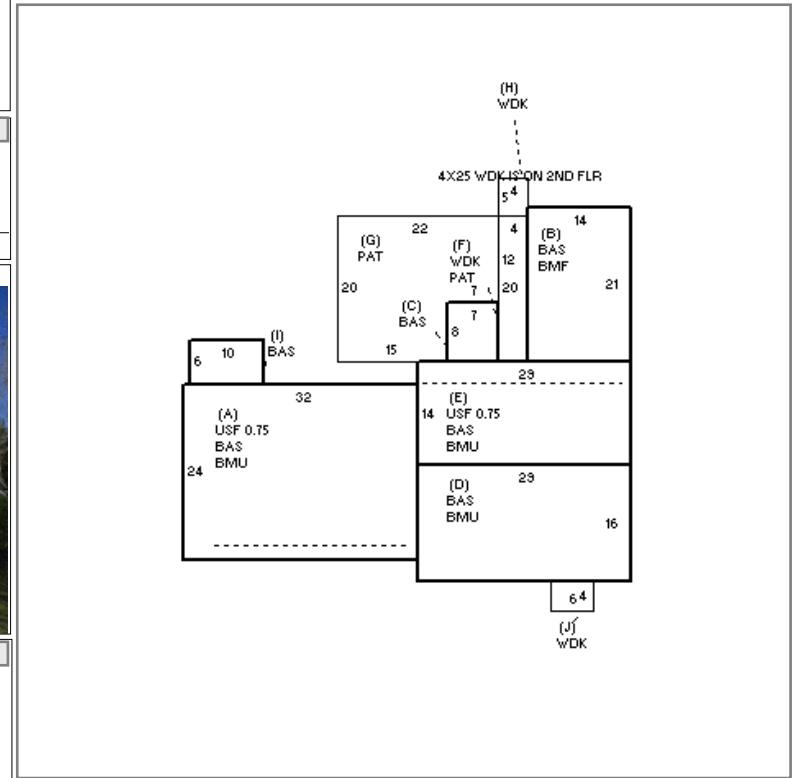 (H)
WDK
4X25 WDK IS ON 2ND FLR
5 4
22
4
14
(G)
PAT
(F)
WDK
PAT
(B)
BAS
BMF
12
20
7
20
21
(C)
BAS
7
8
15
(I)
BAS
6
10
29
32
(A)
USF 0.75
BAS
BMU
14
(E)
USF 0.75
BAS
BMU
24
29
(D)
BAS
BMU
16
6 4
(J)
WDK